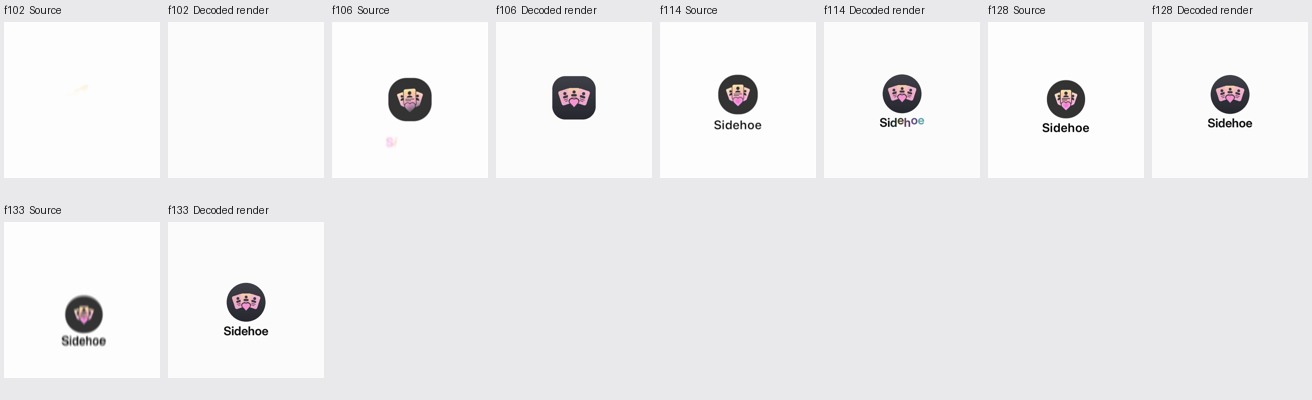 f102 Source
f102 Decoded render
f106 Source
f106 Decoded render
f114 Source
f114 Decoded render
f128 Source
f128 Decoded render
Sidehoe
Sidehoe
Sidehoe
Sidehoe
f133 Source
f133 Decoded render
Sidehoe
Sidehoe